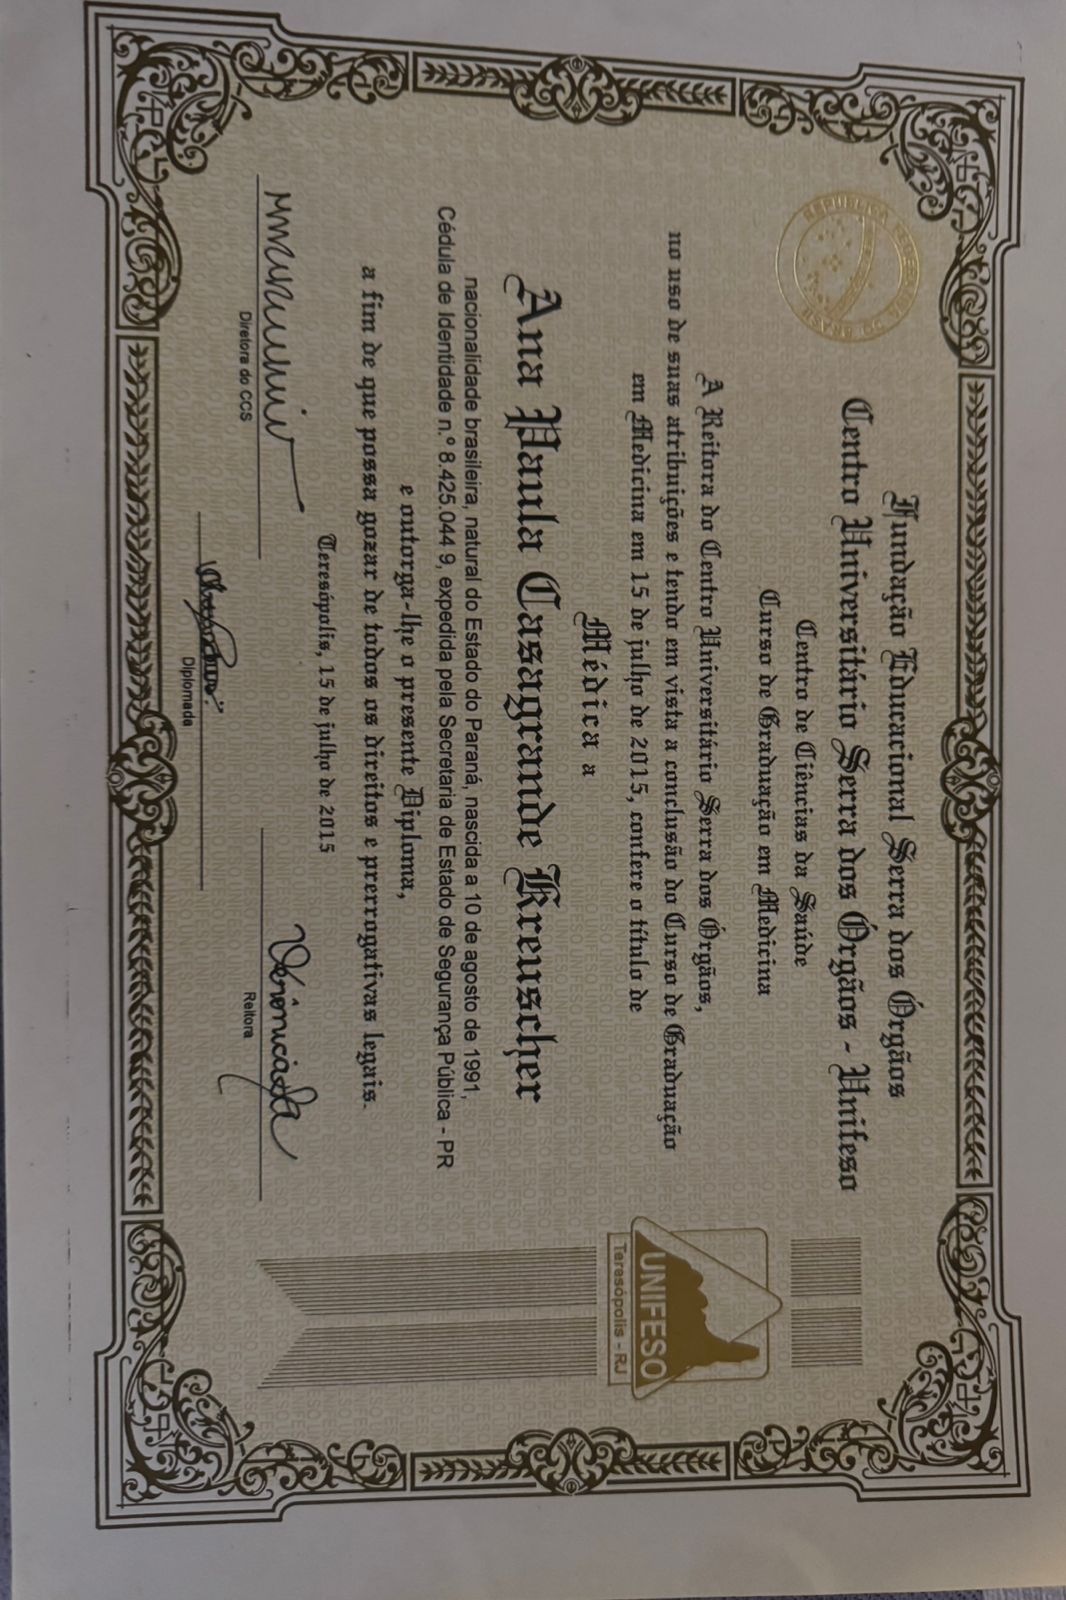 Fundação Educacional Serra dos Órgãos
Centro Universitário Serra dos Órgãos - Unifeso
Centro de Ciências da Saúde
Curso de Graduação em Medicina
REPÚBLICA FEDERATIVA DO BRASIL
A Reitora do Centro Universitário Serra dos Órgãos,
no uso de suas atribuições e tendo em vista a conclusão do Curso de Graduação
em Medicina em 15 de julho de 2015, confere o título de
Médica a
Ana Paula Casagrande Kreuscher
nacionalidade brasileira, natural do Estado do Paraná, nascida a 10 de agosto de 1991,
Cédula de Identidade n.º 8.425.044 9, expedida pela Secretaria de Estado de Segurança Pública - PR
e outorga-lhe o presente Diploma,
a fim de que possa gozar de todos os direitos e prerrogativas legais.
Teresópolis, 15 de julho de 2015
Diretora do CCS
Reitora
Diplomada
UNIFESO
Teresópolis - RJ